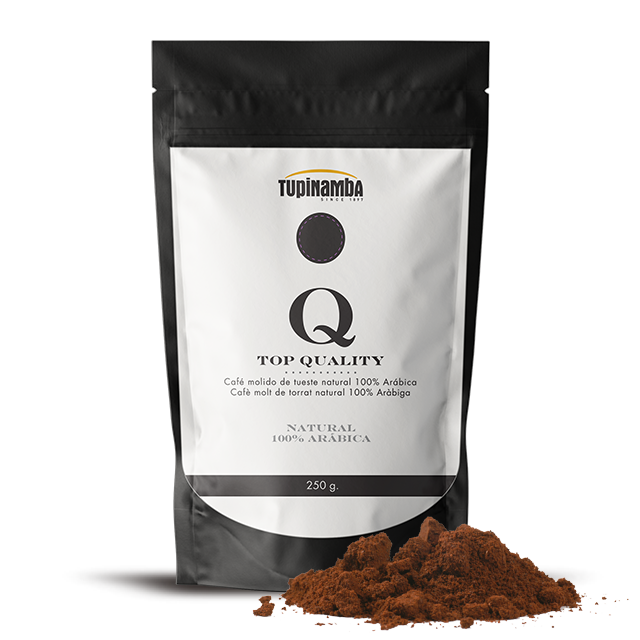 TUPINAMBA
SINCE 1897
Q
TOP QUALITY
Café molido de tueste natural 100% Arábica
Cafè molt de torrat natural 100% Aràbiga
NATURAL
100% ARÁBICA
250 g.